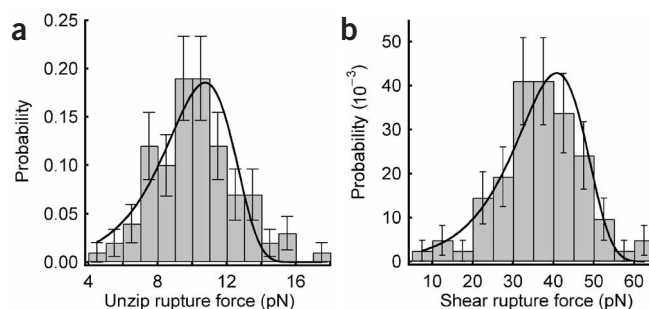 a
0.25
0.20
0.15
0.10
0.05
0.00
Probability
4 8 12 16
Unzip rupture force (pN)
b
50
40
30
20
10
0
Probability (10⁻³)
10 20 30 40 50 60
Shear rupture force (pN)